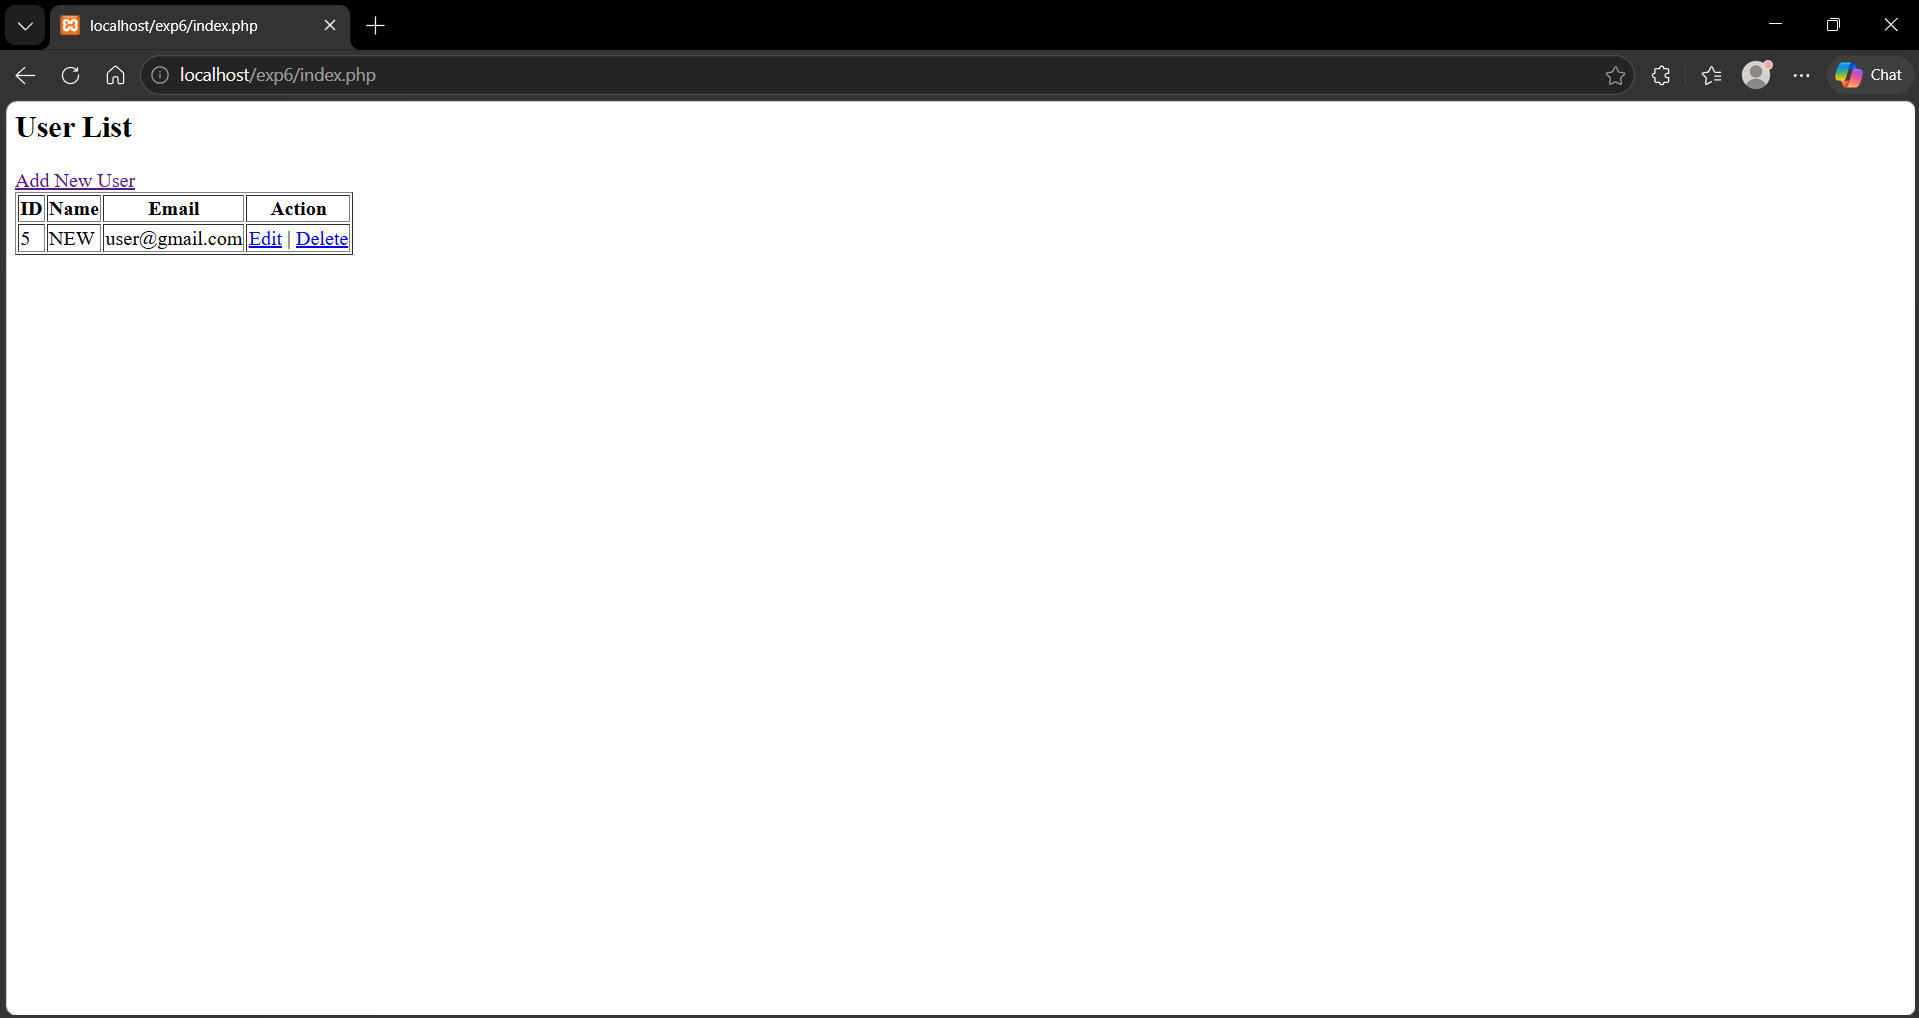 localhost/exp6/index.php
localhost/exp6/index.php
Chat
User List
Add New User
ID Name Email Action
5 NEW user@gmail.com Edit | Delete